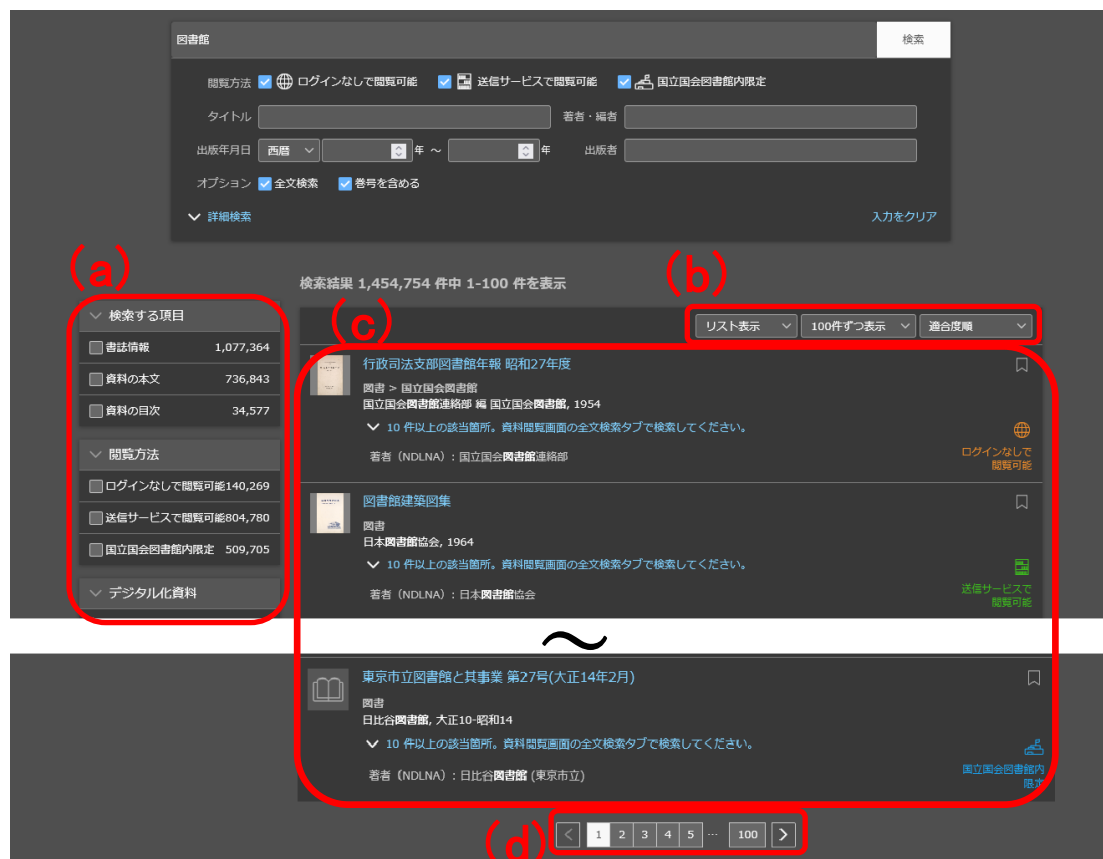 図書館
検索
閲覧方法 ログインなしで閲覧可能 送信サービスで閲覧可能 国立国会図書館内限定
タイトル 著者・編者
出版年月日 西暦 年 ～ 年 出版者
オプション 全文検索 巻号を含める
詳細検索 入力をクリア
(a)
検索結果 1,454,754 件中 1-100 件を表示
(b)
検索する項目
書誌情報 1,077,364
資料の本文 736,843
資料の目次 34,577
閲覧方法
ログインなしで閲覧可能140,269
送信サービスで閲覧可能804,780
国立国会図書館内限定 509,705
デジタル化資料
(c)
リスト表示 100件ずつ表示 適合度順
行政司法支部図書館年報 昭和27年度
図書 > 国立国会図書館
国立国会図書館連絡部 編 国立国会図書館, 1954
10 件以上の該当箇所。資料閲覧画面の全文検索タブで検索してください。
著者（NDLNA）: 国立国会図書館連絡部
ログインなしで
閲覧可能
図書館建築図集
図書
日本図書館協会, 1964
10 件以上の該当箇所。資料閲覧画面の全文検索タブで検索してください。
著者（NDLNA）: 日本図書館協会
送信サービスで
閲覧可能
～
東京市立図書館と其事業 第27号(大正14年2月)
図書
日比谷図書館, 大正10-昭和14
10 件以上の該当箇所。資料閲覧画面の全文検索タブで検索してください。
著者（NDLNA）: 日比谷図書館 (東京市立)
国立国会図書館内
限定
(d)
< 1 2 3 4 5 … 100 >